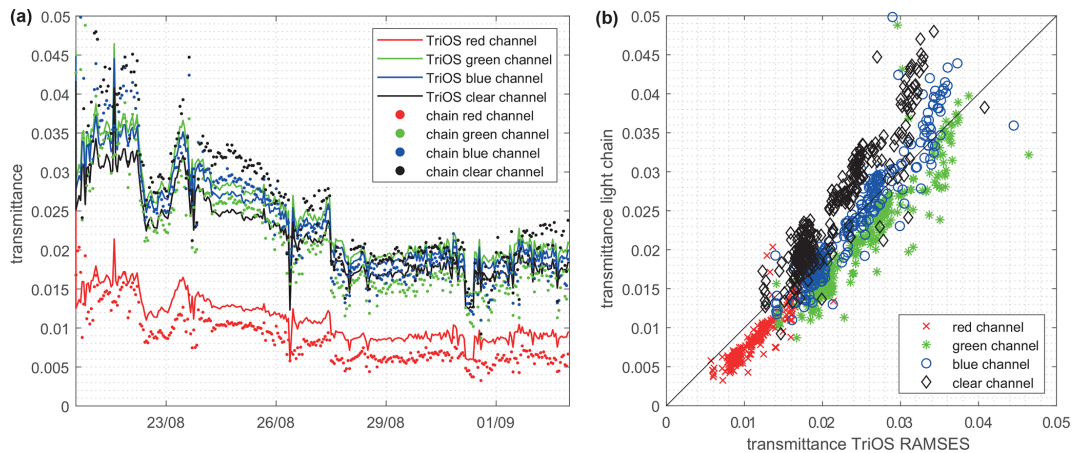 (a)
0.05
0.045
0.04
0.035
0.03
0.025
0.02
0.015
0.01
0.005
0
transmittance
23/08
26/08
29/08
01/09
TriOS red channel
TriOS green channel
TriOS blue channel
TriOS clear channel
chain red channel
chain green channel
chain blue channel
chain clear channel
(b)
0.05
0.045
0.04
0.035
0.03
0.025
0.02
0.015
0.01
0.005
0
transmittance light chain
0
0.01
0.02
0.03
0.04
0.05
transmittance TriOS RAMSES
red channel
green channel
blue channel
clear channel